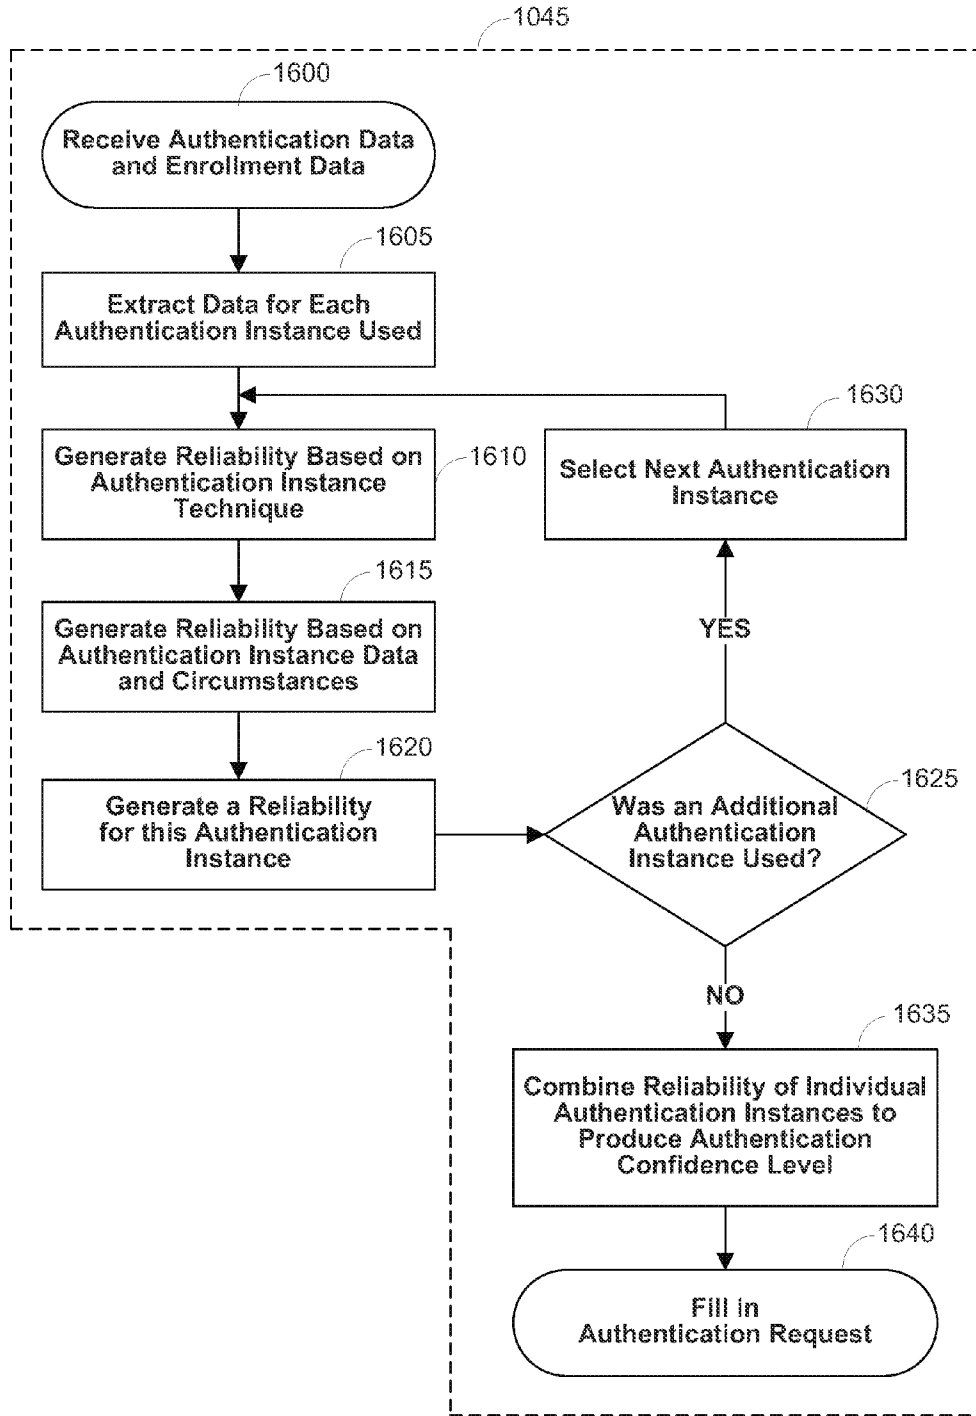 1045
1600
Receive Authentication Data
and Enrollment Data
1605
Extract Data for Each
Authentication Instance Used
1610
Generate Reliability Based on
Authentication Instance
Technique
1615
Generate Reliability Based on
Authentication Instance Data
and Circumstances
1620
Generate a Reliability
for this Authentication
Instance
1625
Was an Additional
Authentication
Instance Used?
YES
1630
Select Next Authentication
Instance
NO
1635
Combine Reliability of Individual
Authentication Instances to
Produce Authentication
Confidence Level
1640
Fill in
Authentication Request